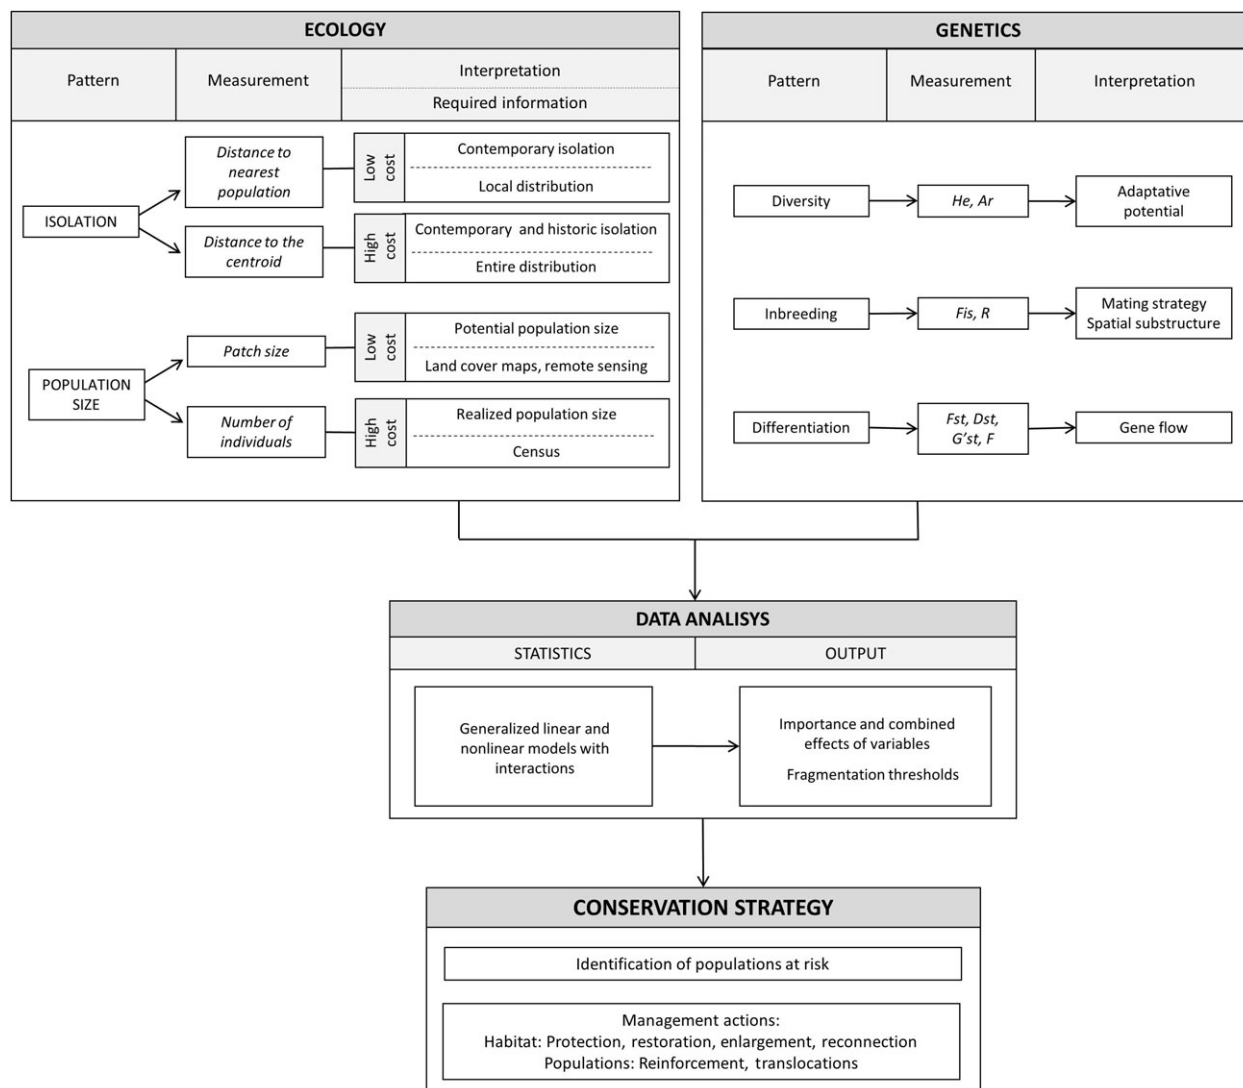 ECOLOGY
Pattern
Measurement
Interpretation
Required information
ISOLATION
Distance to
nearest
population
Low
cost
Contemporary isolation
Local distribution
Distance to the
centroid
High
cost
Contemporary and historic isolation
Entire distribution
POPULATION
SIZE
Patch size
Low
cost
Potential population size
Land cover maps, remote sensing
Number of
individuals
High
cost
Realized population size
Census
GENETICS
Pattern
Measurement
Interpretation
Diversity
He, Ar
Adaptative
potential
Inbreeding
Fis, R
Mating strategy
Spatial substructure
Differentiation
Fst, Dst,
G'st, F
Gene flow
DATA ANALISYS
STATISTICS
OUTPUT
Generalized linear and
nonlinear models with
interactions
Importance and combined
effects of variables
Fragmentation thresholds
CONSERVATION STRATEGY
Identification of populations at risk
Management actions:
Habitat: Protection, restoration, enlargement, reconnection
Populations: Reinforcement, translocations